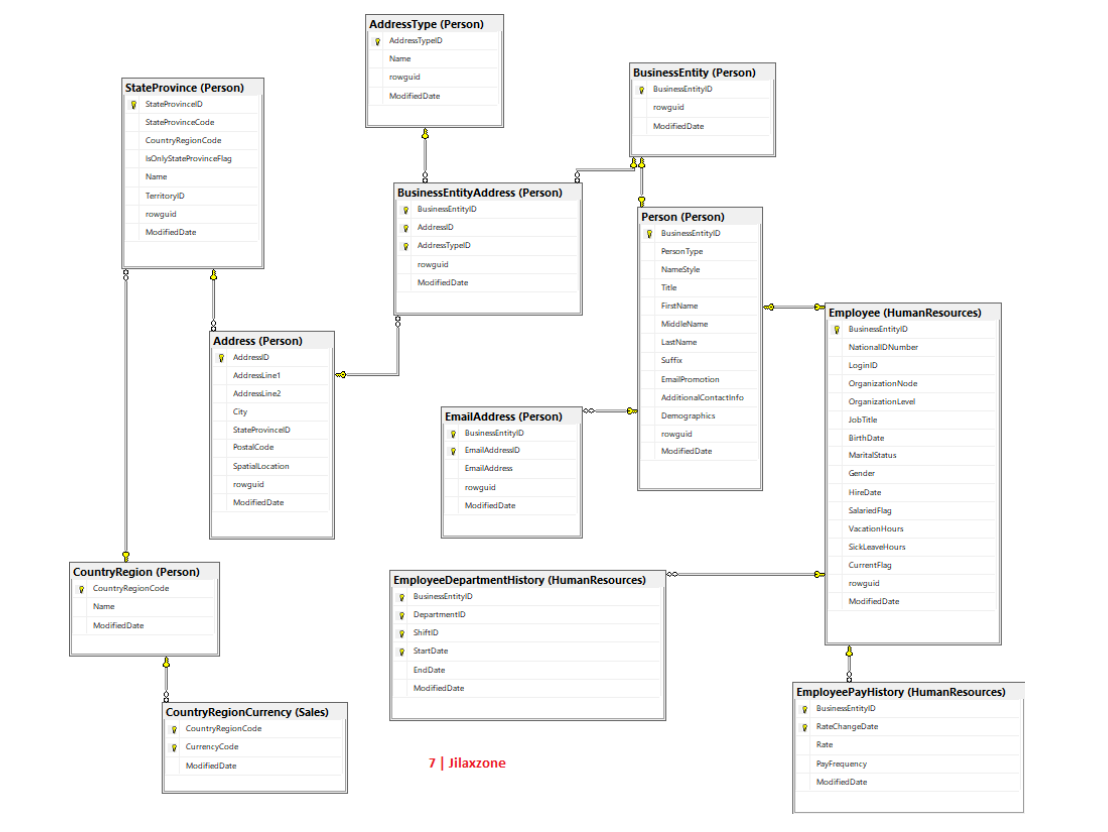 AddressType (Person)
AddressTypeID
Name
rowguid
ModifiedDate
BusinessEntity (Person)
BusinessEntityID
rowguid
ModifiedDate
StateProvince (Person)
StateProvinceID
StateProvinceCode
CountryRegionCode
IsOnlyStateProvinceFlag
Name
TerritoryID
rowguid
ModifiedDate
BusinessEntityAddress (Person)
BusinessEntityID
AddressID
AddressTypeID
rowguid
ModifiedDate
Person (Person)
BusinessEntityID
PersonType
NameStyle
Title
FirstName
MiddleName
LastName
Suffix
EmailPromotion
AdditionalContactInfo
Demographics
rowguid
ModifiedDate
Employee (HumanResources)
BusinessEntityID
NationalIDNumber
LoginID
OrganizationNode
OrganizationLevel
JobTitle
BirthDate
MaritalStatus
Gender
HireDate
SalariedFlag
VacationHours
SickLeaveHours
CurrentFlag
rowguid
ModifiedDate
Address (Person)
AddressID
AddressLine1
AddressLine2
City
StateProvinceID
PostalCode
SpatialLocation
rowguid
ModifiedDate
EmailAddress (Person)
BusinessEntityID
EmailAddressID
EmailAddress
rowguid
ModifiedDate
CountryRegion (Person)
CountryRegionCode
Name
ModifiedDate
EmployeeDepartmentHistory (HumanResources)
BusinessEntityID
DepartmentID
ShiftID
StartDate
EndDate
ModifiedDate
EmployeePayHistory (HumanResources)
BusinessEntityID
RateChangeDate
Rate
PayFrequency
ModifiedDate
CountryRegionCurrency (Sales)
CountryRegionCode
CurrencyCode
ModifiedDate
7 | Jilaxzone